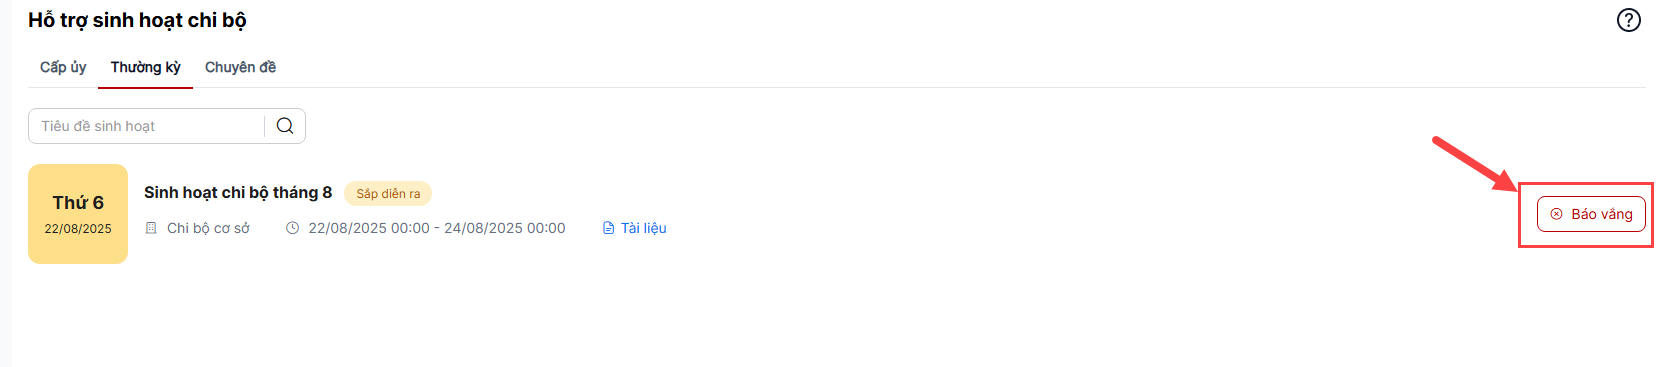 Hỗ trợ sinh hoạt chi bộ
Cấp ủy Thường kỳ Chuyên đề
Tiêu đề sinh hoạt
Thứ 6
22/08/2025
Sinh hoạt chi bộ tháng 8 Sắp diễn ra
Chi bộ cơ sở 22/08/2025 00:00 - 24/08/2025 00:00 Tài liệu
Báo vắng